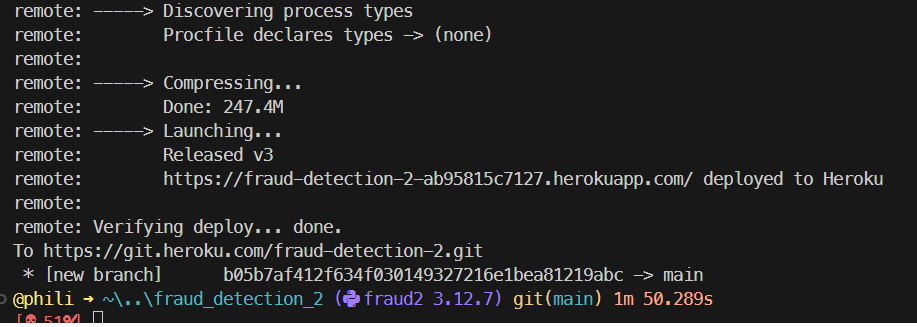 remote: -----> Discovering process types
remote:        Procfile declares types -> (none)
remote:
remote: -----> Compressing...
remote:        Done: 247.4M
remote: -----> Launching...
remote:        Released v3
remote:        https://fraud-detection-2-ab95815c7127.herokuapp.com/ deployed to Heroku
remote:
remote: Verifying deploy... done.
To https://git.heroku.com/fraud-detection-2.git
 * [new branch]      b05b7af412f634f030149327216e1bea81219abc -> main
@phili ➜ ~\..\fraud_detection_2 (fraud2 3.12.7) git(main) 1m 50.289s